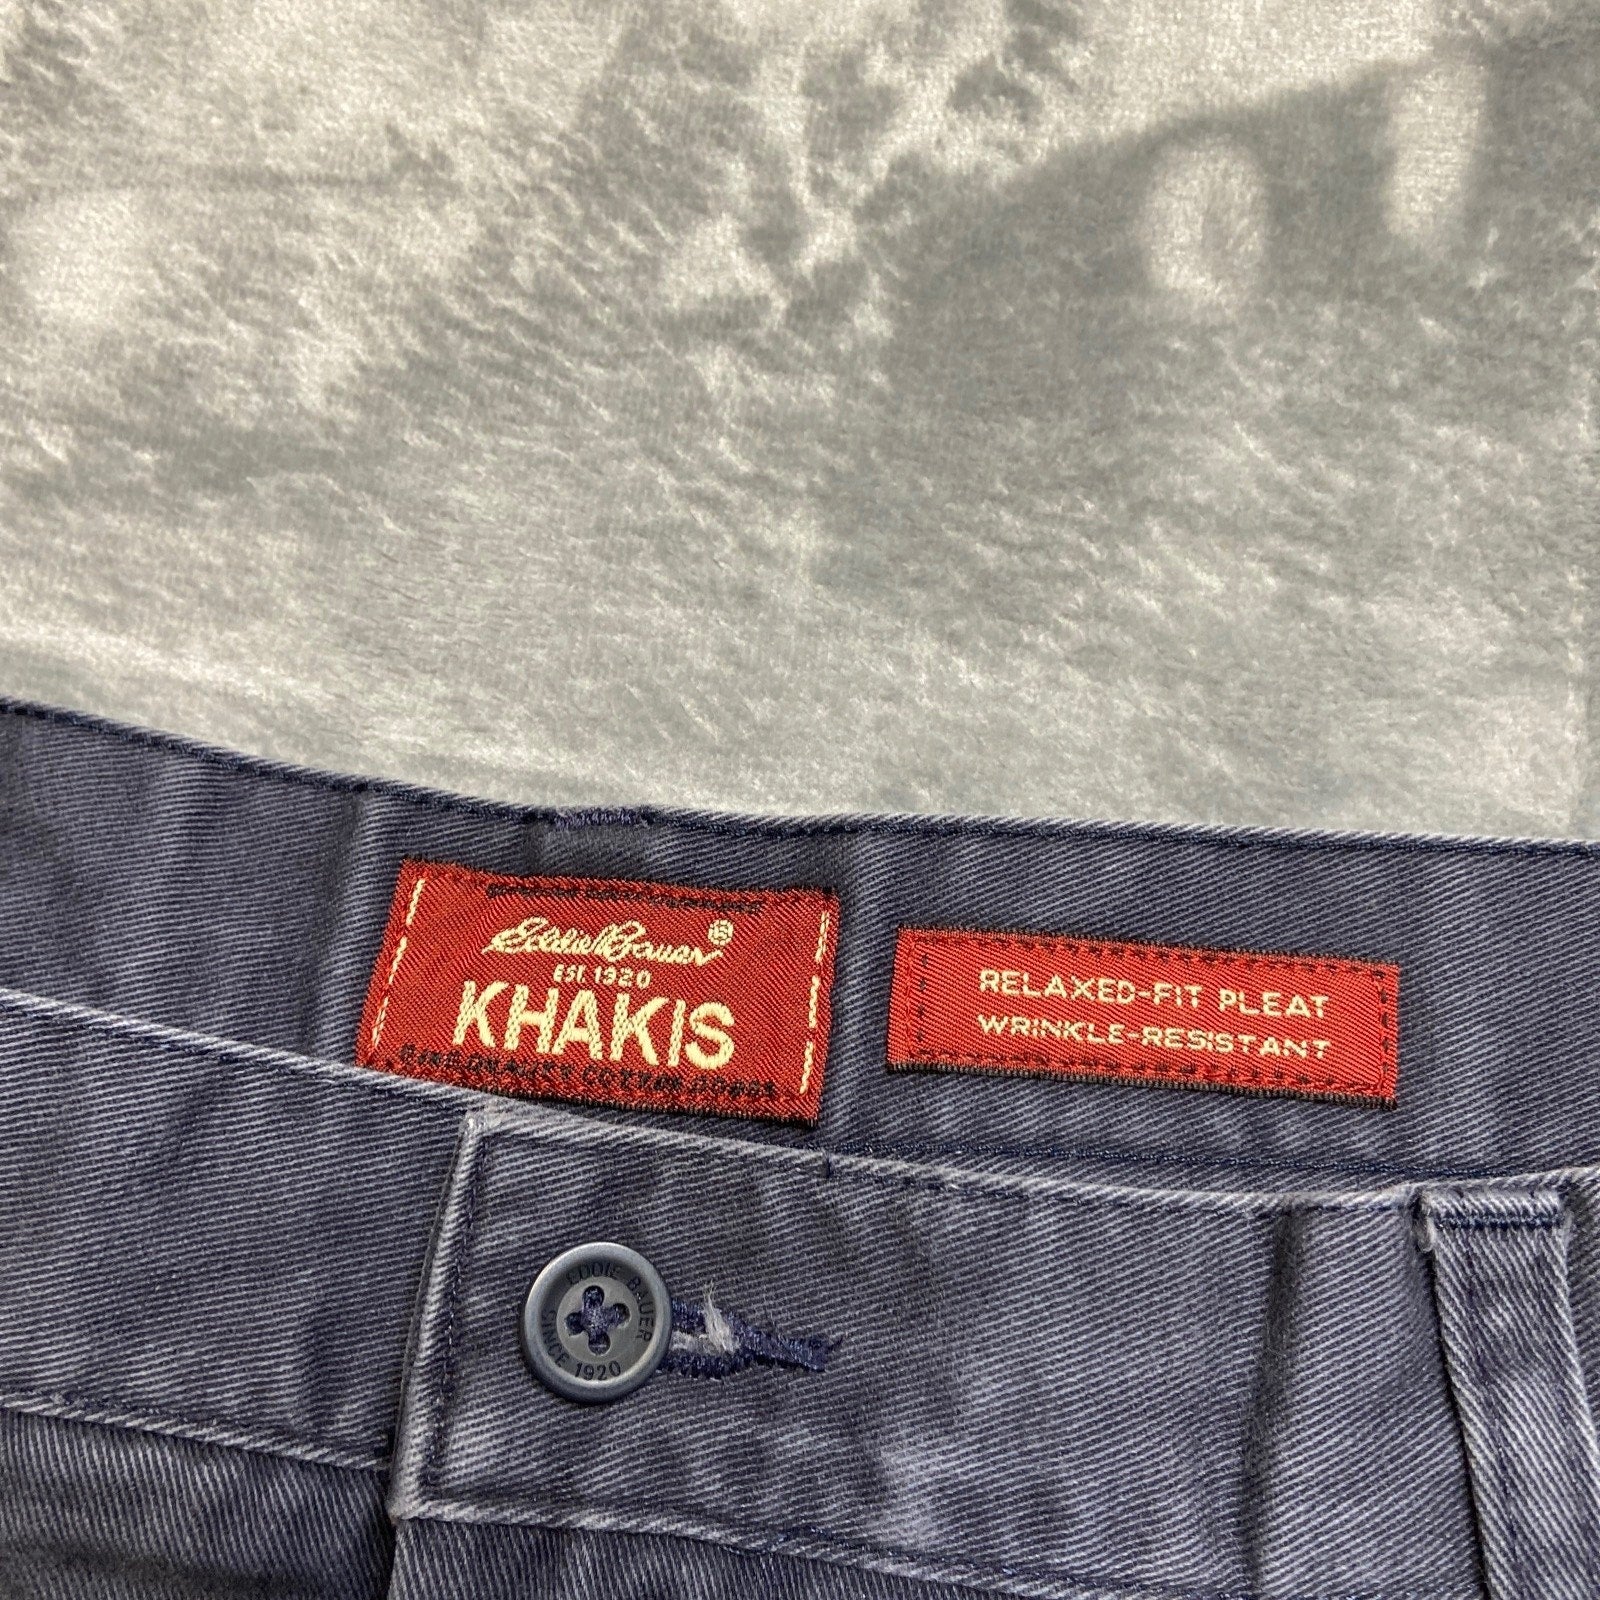 Eddie Bauer®
EST. 1920
KHAKIS
RELAXED-FIT PLEAT
WRINKLE-RESISTANT
EDDIE BAUER
SINCE 1920